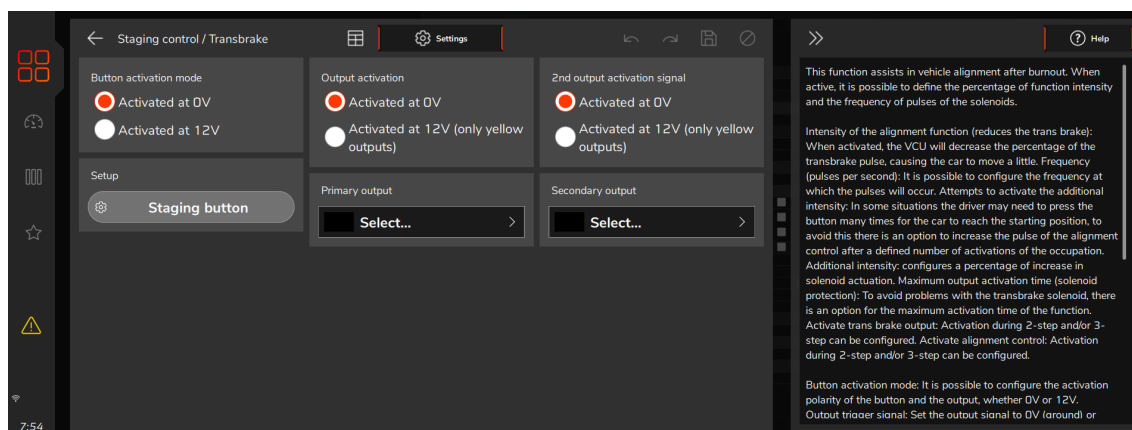 Staging control / Transbrake
Settings
Help
Button activation mode
Activated at 0V
Activated at 12V
Output activation
Activated at 0V
Activated at 12V (only yellow
outputs)
2nd output activation signal
Activated at 0V
Activated at 12V (only yellow
outputs)
Setup
Staging button
Primary output
Select...
Secondary output
Select...
This function assists in vehicle alignment after burnout. When
active, it is possible to define the percentage of function intensity
and the frequency of pulses of the solenoids.
Intensity of the alignment function (reduces the trans brake):
When activated, the VCU will decrease the percentage of the
transbrake pulse, causing the car to move a little. Frequency
(pulses per second): It is possible to configure the frequency at
which the pulses will occur. Attempts to activate the additional
intensity: In some situations the driver may need to press the
button many times for the car to reach the starting position, to
avoid this there is an option to increase the pulse of the alignment
control after a defined number of activations of the occupation.
Additional intensity: configures a percentage of increase in
solenoid actuation. Maximum output activation time (solenoid
protection): To avoid problems with the transbrake solenoid, there
is an option for the maximum activation time of the function.
Activate trans brake output: Activation during 2-step and/or 3-
step can be configured. Activate alignment control: Activation
during 2-step and/or 3-step can be configured.
Button activation mode: It is possible to configure the activation
polarity of the button and the output, whether 0V or 12V.
Output trigger signal: Set the output signal to 0V (ground) or
7:54